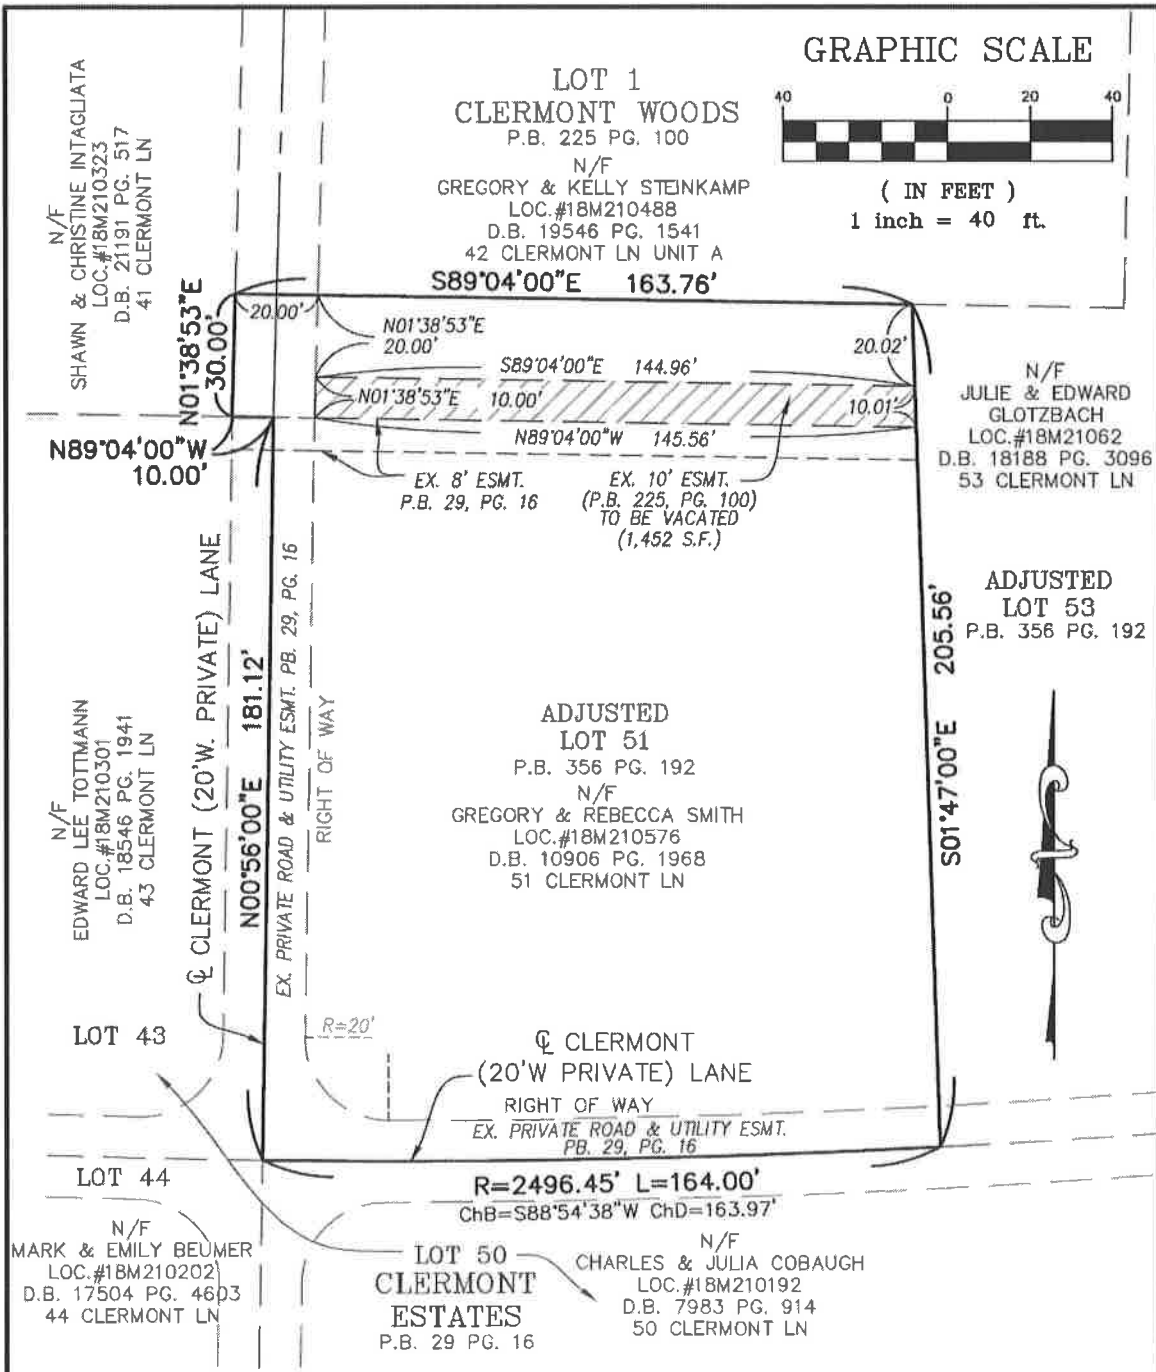 GRAPHIC SCALE
40 0 20 40
( IN FEET )
1 inch = 40 ft.
LOT 1
CLERMONT WOODS
P.B. 225 PG. 100
N/F
GREGORY & KELLY STEINKAMP
LOC.#18M210488
D.B. 19546 PG. 1541
42 CLERMONT LN UNIT A
N/F
SHAWN & CHRISTINE INTAGLIATA
LOC.#18M210323
D.B. 21191 PG. 517
41 CLERMONT LN
S89°04'00"E 163.76'
N01°38'53"E
30.00'
20.00'
N01°38'53"E
20.00'
20.02'
S89°04'00"E 144.96'
N01°38'53"E 10.00'
10.01'
N89°04'00"W 145.56'
N89°04'00"W
10.00'
EX. 8' ESMT.
P.B. 29, PG. 16
EX. 10' ESMT.
(P.B. 225, PG. 100)
TO BE VACATED
(1,452 S.F.)
N/F
JULIE & EDWARD
GLOTZBACH
LOC.#18M21062
D.B. 18188 PG. 3096
53 CLERMONT LN
ADJUSTED
LOT 53
P.B. 356 PG. 192
S01°47'00"E 205.56'
N/F
EDWARD LEE TOTTMANN
LOC.#18M210301
D.B. 18546 PG. 1941
43 CLERMONT LN
℄ CLERMONT (20'W. PRIVATE) LANE
N00°56'00"E 181.12'
EX. PRIVATE ROAD & UTILITY ESMT. PB. 29, PG. 16
RIGHT OF WAY
ADJUSTED
LOT 51
P.B. 356 PG. 192
N/F
GREGORY & REBECCA SMITH
LOC.#18M210576
D.B. 10906 PG. 1968
51 CLERMONT LN
LOT 43
R=20'
℄ CLERMONT
(20'W PRIVATE) LANE
RIGHT OF WAY
EX. PRIVATE ROAD & UTILITY ESMT.
PB. 29, PG. 16
LOT 44
R=2496.45' L=164.00'
ChB=S88°54'38"W ChD=163.97'
N/F
MARK & EMILY BEUMER
LOC.#18M210202
D.B. 17504 PG. 4603
44 CLERMONT LN
LOT 50
CLERMONT
ESTATES
P.B. 29 PG. 16
N/F
CHARLES & JULIA COBAUGH
LOC.#18M210192
D.B. 7983 PG. 914
50 CLERMONT LN